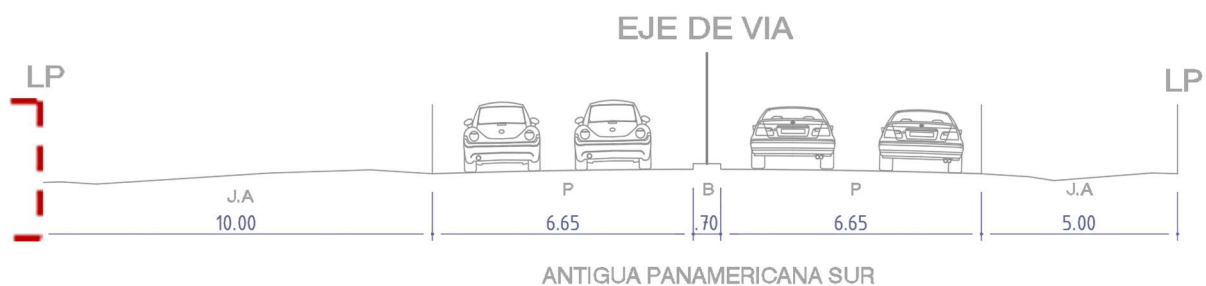 EJE DE VIA
LP LP
J.A P B P J.A
10.00 6.65 .70 6.65 5.00
ANTIGUA PANAMERICANA SUR